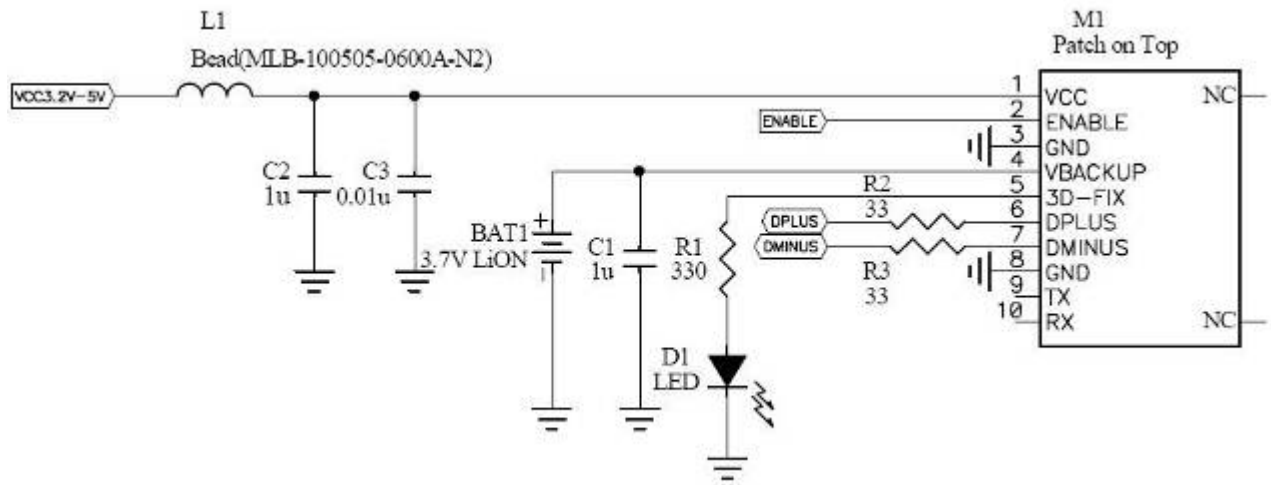 L1
Bead(MLB-100505-0600A-N2)
VCC3.2V-5V
C2
1u
C3
0.01u
BAT1
3.7V LiON
+
C1
1u
R1
330
D1
LED
ENABLE
R2
33
DPLUS
DMINUS
R3
33
M1
Patch on Top
1 VCC
2 ENABLE
3 GND
4 VBACKUP
5 3D-FIX
6 DPLUS
7 DMINUS
8 GND
9 TX
10 RX
NC
NC